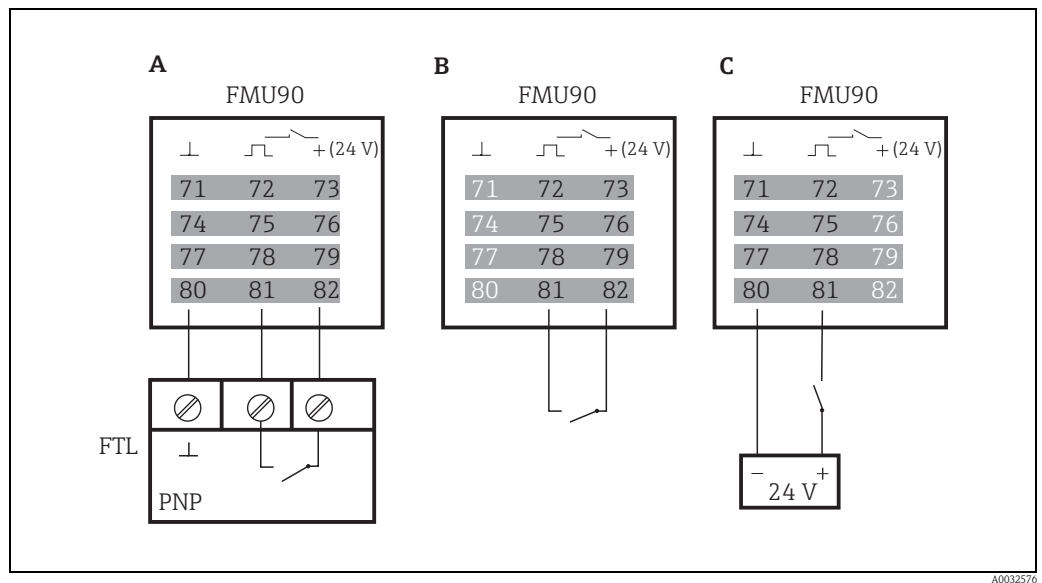 A
B
C
FMU90
FMU90
FMU90
+ (24 V)
+ (24 V)
+ (24 V)
71 72 73
71 72 73
71 72 73
74 75 76
74 75 76
74 75 76
77 78 79
77 78 79
77 78 79
80 81 82
80 81 82
80 81 82
FTL
PNP
- +
24 V
A0032576